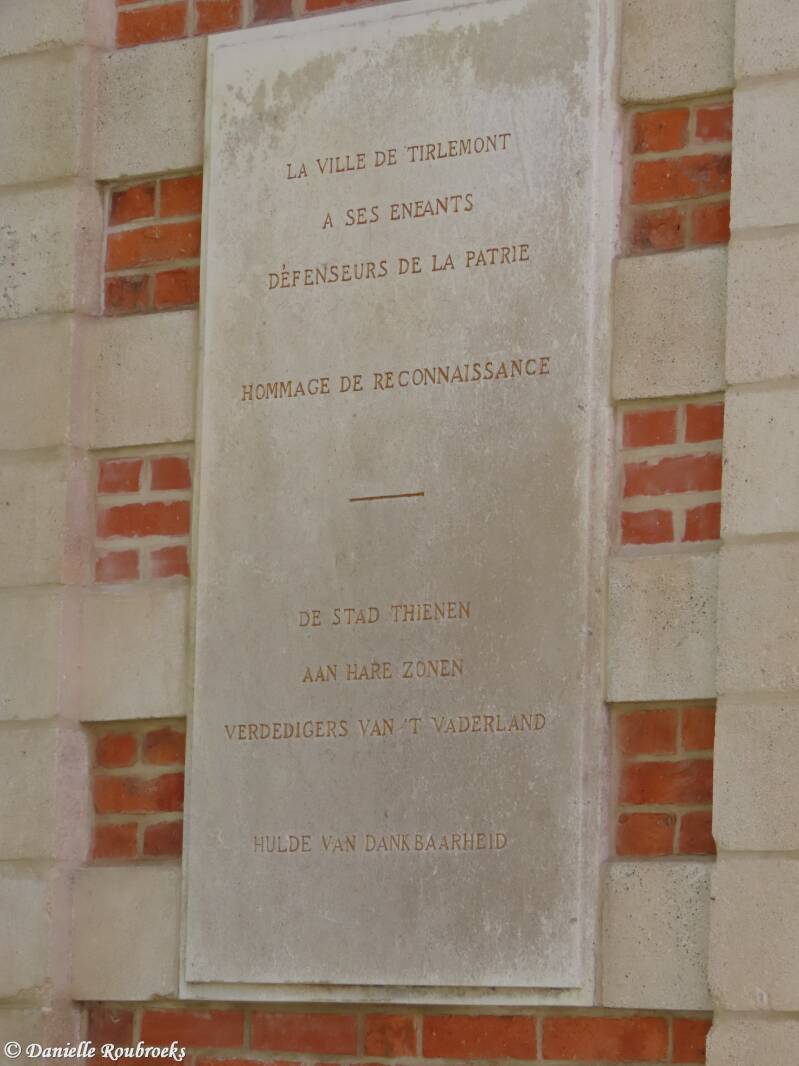 LA VILLE DE TIRLEMONT
A SES ENEANTS
DÉFENSEURS DE LA PATRIE
HOMMAGE DE RECONNAISSANCE
DE STAD THIENEN
AAN HARE ZONEN
VERDEDIGERS VAN 'T VADERLAND
HULDE VAN DANKBAARHEID
© Danielle Roubroeks